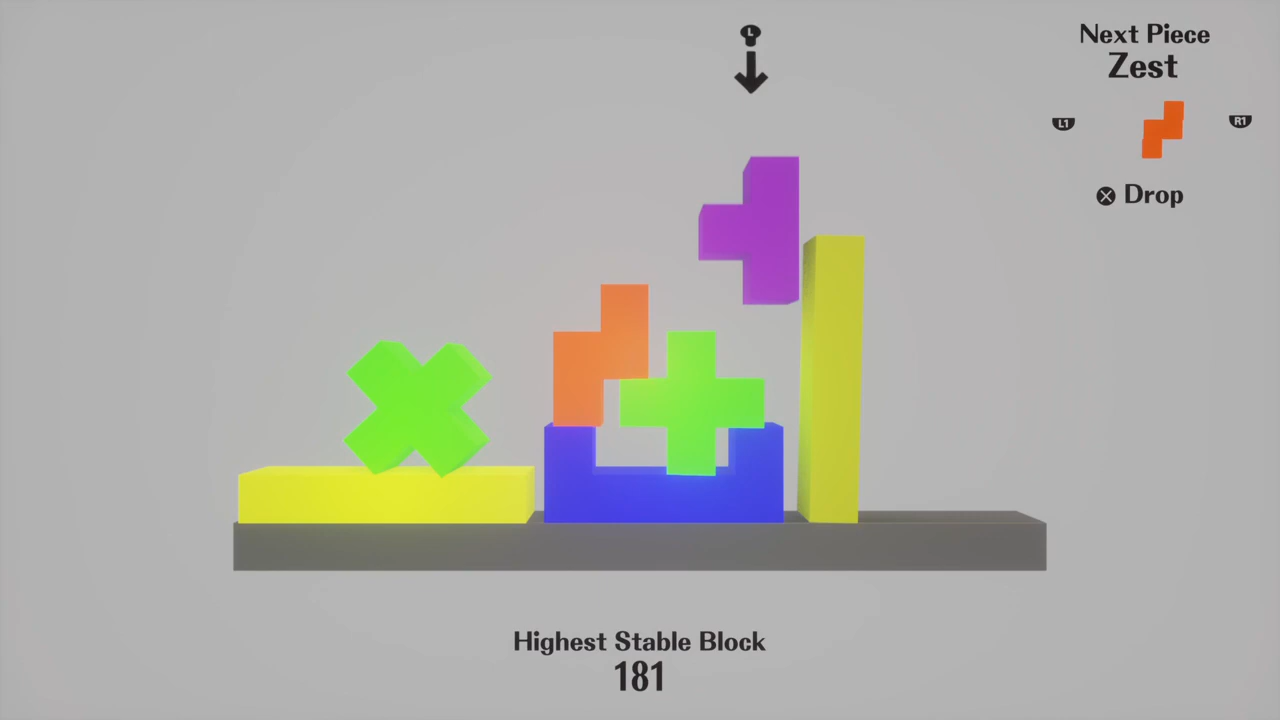 L
Next Piece
Zest
L1
R1
Drop
Highest Stable Block
181